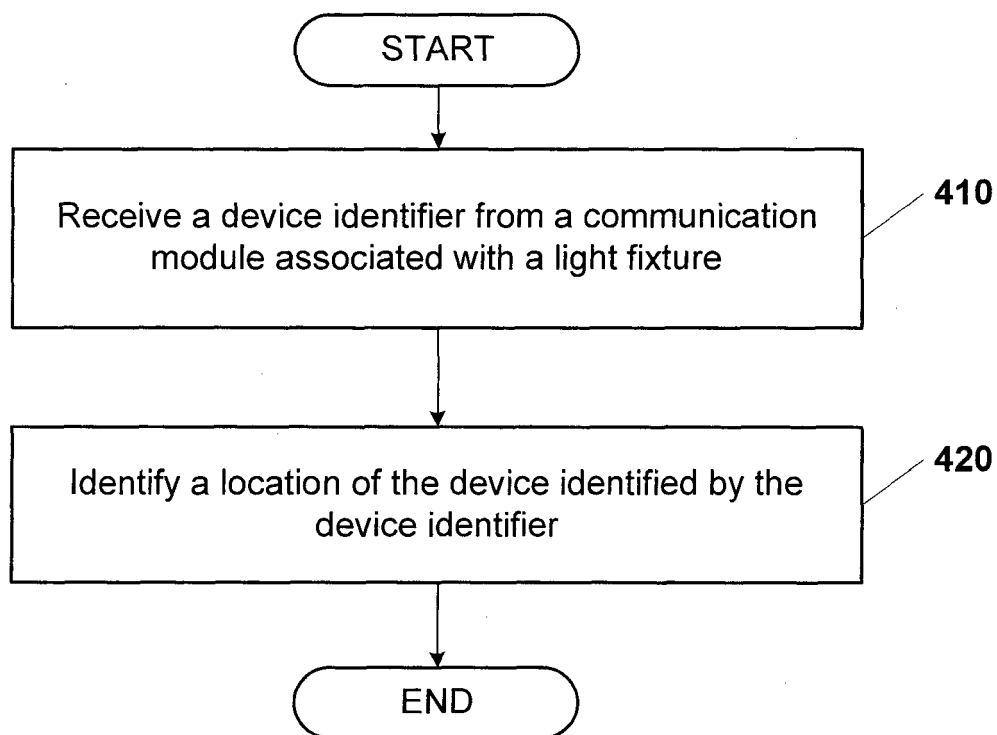 START
Receive a device identifier from a communication
module associated with a light fixture
410
Identify a location of the device identified by the
device identifier
420
END